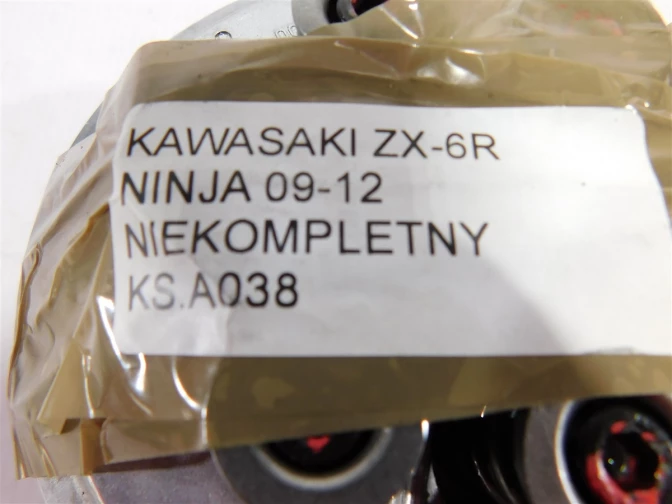 KAWASAKI ZX-6R
NINJA 09-12
NIEKOMPLETNY
KS.A038